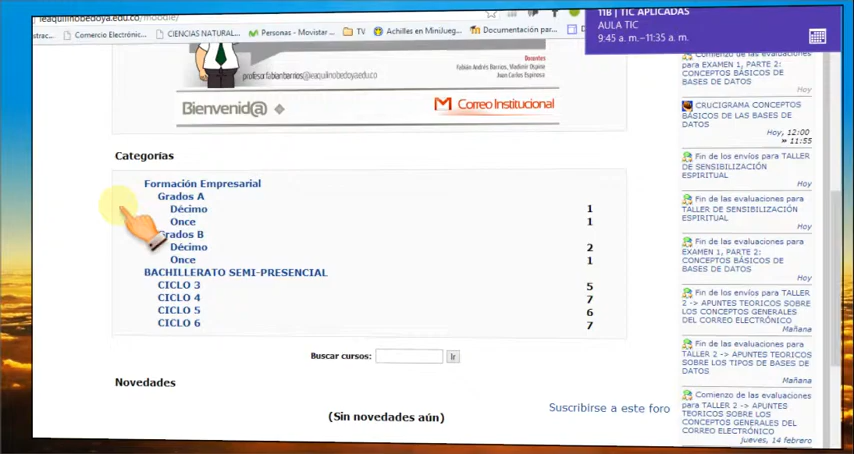 ieaquilinobedoya.edu.co/moodle/
Comercio Electrónic...
CIENCIAS NATURAL...
Personas - Movistar ...
TV
Achilles en MiniJueg...
Documentación par...
11B | TIC APLICADAS
AULA TIC
9:45 a. m.–11:35 a. m.
Docentes
Fabián Andrés Barrios, Vladimir Ospina
Juan Carlos Espinosa
profesorfabianbarrios@ieaquilinobedoya.edu.co
Bienvenid@
Correo Institucional
Categorías
Formación Empresarial
Grados A
Décimo 1
Once 1
Grados B
Décimo 2
Once 1
BACHILLERATO SEMI-PRESENCIAL
CICLO 3 5
CICLO 4 7
CICLO 5 6
CICLO 6 7
Buscar cursos:
Ir
Novedades
Suscribirse a este foro
(Sin novedades aún)
Comienzo de las evaluaciones
para EXAMEN 1, PARTE 2:
CONCEPTOS BÁSICOS DE
BASES DE DATOS
Hoy
CRUCIGRAMA CONCEPTOS
BÁSICOS DE LAS BASES DE
DATOS
Hoy, 12:00
» 11:55
Fin de los envíos para TALLER
DE SENSIBILIZACIÓN
ESPIRITUAL
Hoy
Fin de las evaluaciones para
TALLER DE SENSIBILIZACIÓN
ESPIRITUAL
Hoy
Fin de las evaluaciones para
EXAMEN 1, PARTE 2:
CONCEPTOS BÁSICOS DE
BASES DE DATOS
Hoy
Fin de los envíos para TALLER
2 -> APUNTES TEORICOS SOBRE
LOS CONCEPTOS GENERALES
DEL CORREO ELECTRÓNICO
Mañana
Fin de las evaluaciones para
TALLER 2 -> APUNTES TEORICOS
SOBRE LOS TIPOS DE BASES DE
DATOS
Mañana
Comienzo de las evaluaciones
para TALLER 2 -> APUNTES
TEORICOS SOBRE LOS
CONCEPTOS GENERALES DEL
CORREO ELECTRÓNICO
jueves, 14 febrero